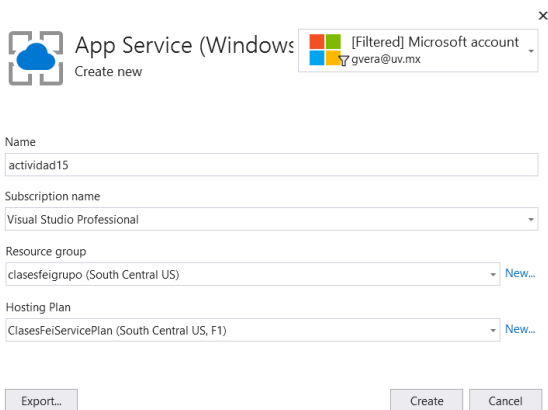 App Service (Windows
Create new
[Filtered] Microsoft account
gvera@uv.mx
Name
actividad15
Subscription name
Visual Studio Professional
Resource group
clasesfeigrupo (South Central US)
New...
Hosting Plan
ClasesFeiServicePlan (South Central US, F1)
New...
Export...
Create
Cancel